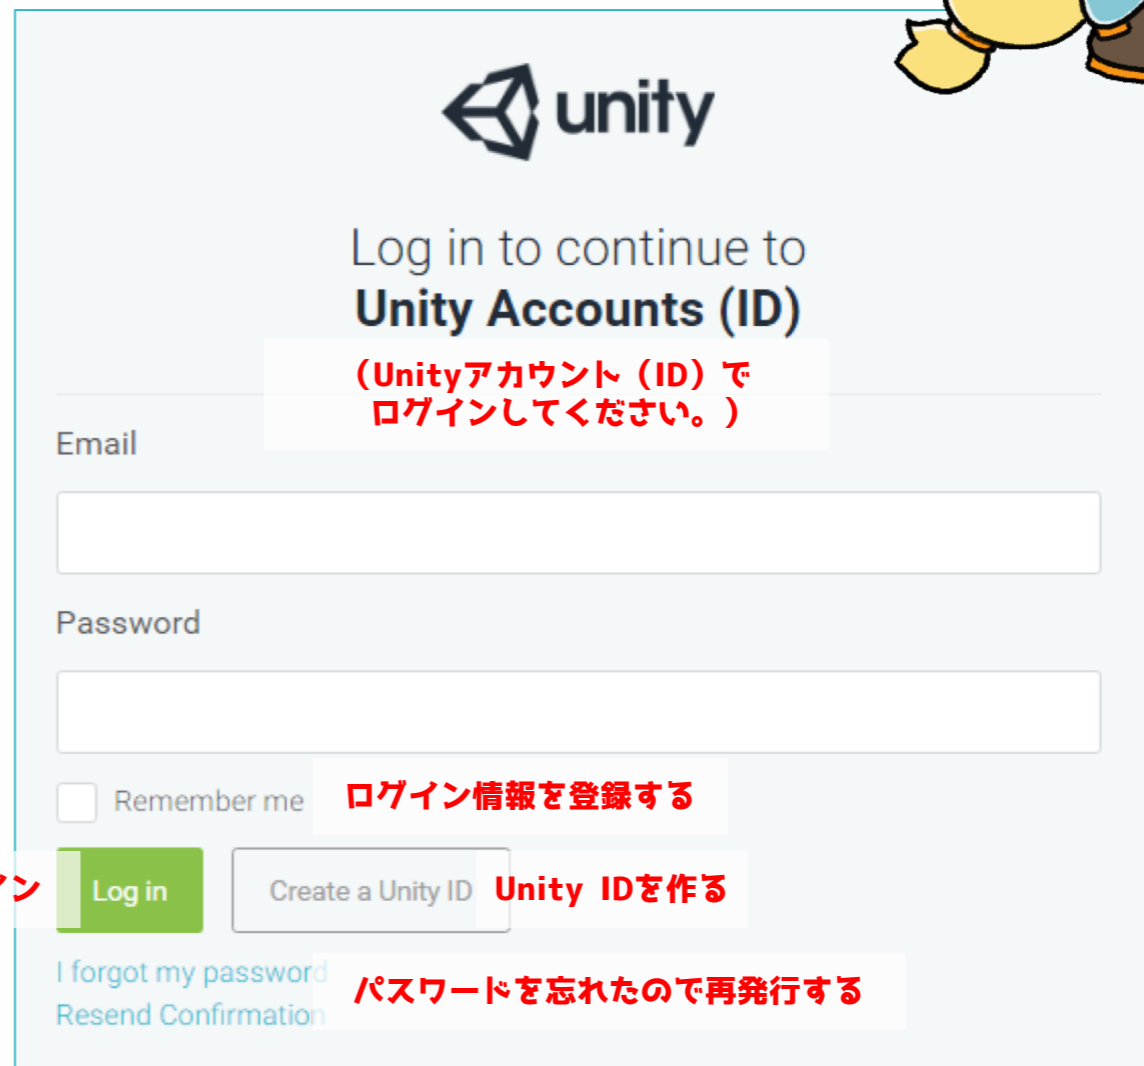 unity
Log in to continue to
Unity Accounts (ID)
（Unityアカウント（ID）で
ログインしてください。）
Email
Password
Remember me ログイン情報を登録する
イン Log in Create a Unity ID Unity IDを作る
I forgot my password パスワードを忘れたので再発行する
Resend Confirmation